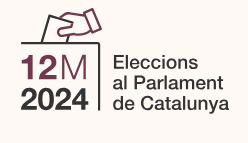 12M
2024
Eleccions
al Parlament
de Catalunya